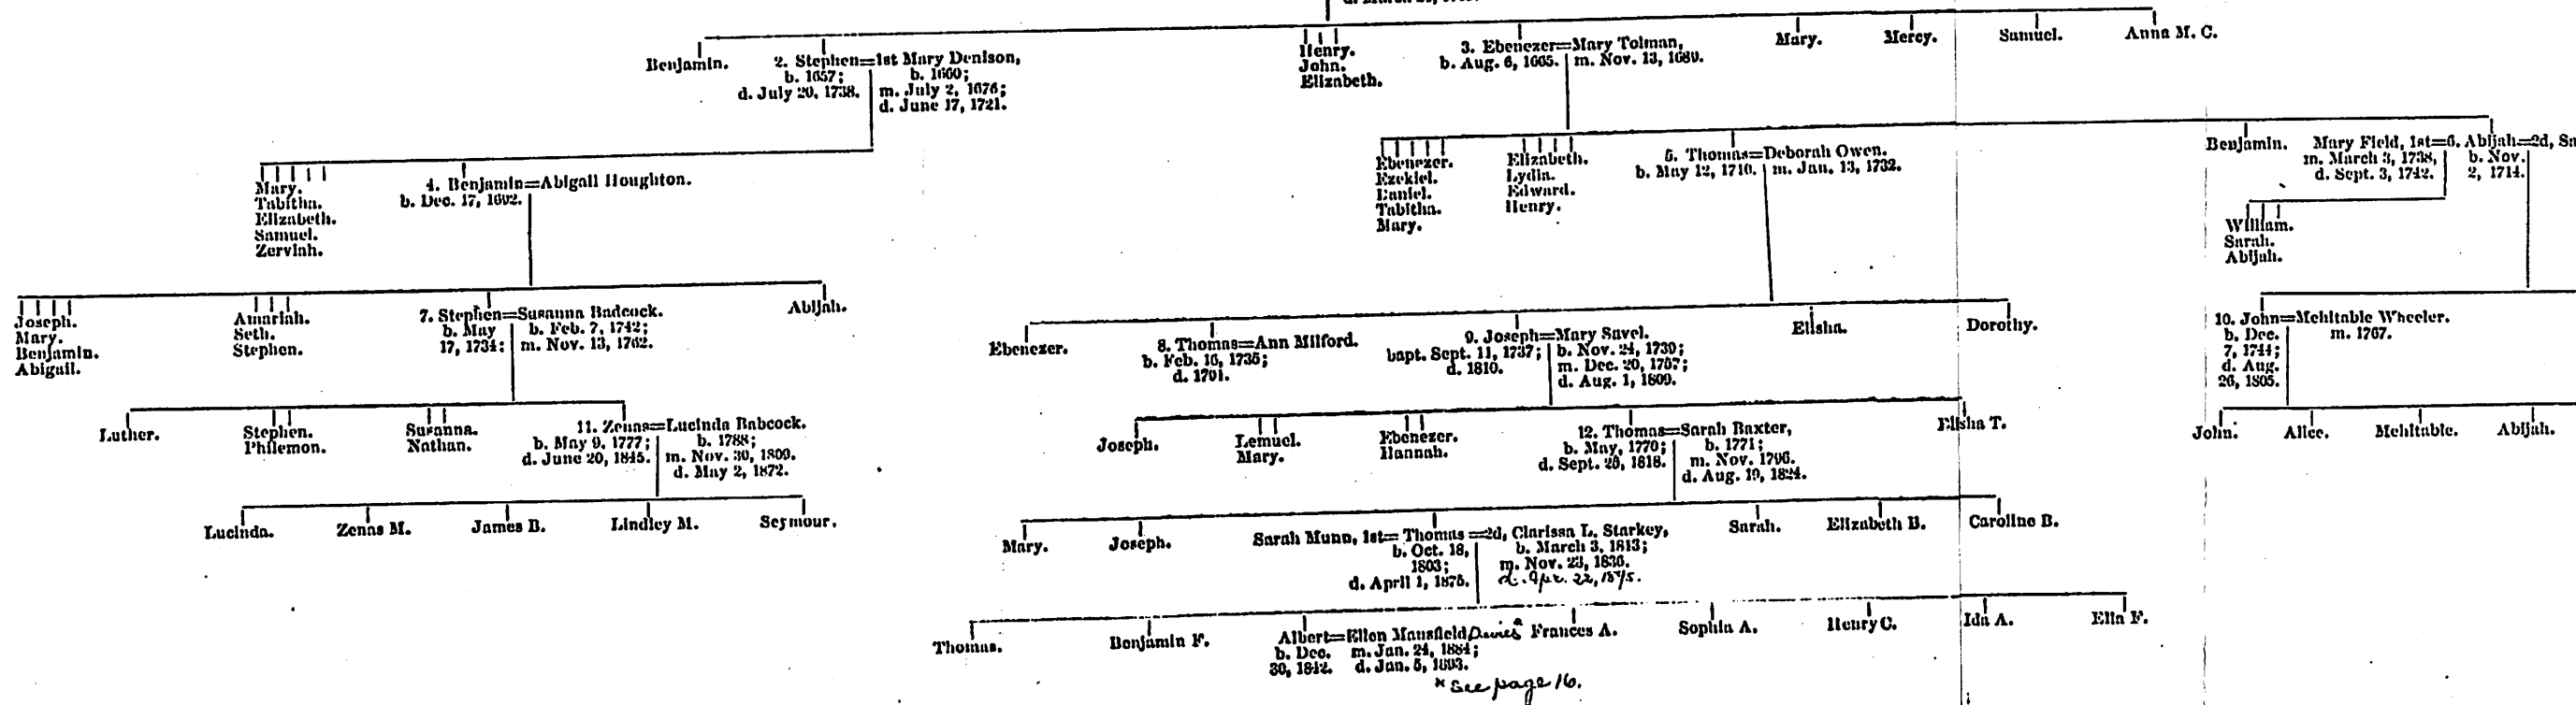 Benjamin.
2. Stephen=1st Mary Denison,
b. 1657; b. 1660;
d. July 20, 1738. m. July 2, 1676;
d. June 17, 1721.
Henry.
John.
Elizabeth.
3. Ebenezer=Mary Tolman,
b. Aug. 6, 1665. m. Nov. 13, 1689.
Mary.
Mercy.
Samuel.
Anna M. C.
Mary.
Tabitha.
Elizabeth.
Samuel.
Zerviah.
4. Benjamin=Abigail Houghton.
b. Dec. 17, 1692.
Ebenezer.
Ezekiel.
Daniel.
Tabitha.
Mary.
Elizabeth.
Lydia.
Edward.
Henry.
5. Thomas=Deborah Owen.
b. May 12, 1710. m. Jan. 13, 1732.
Benjamin.
Mary Field, 1st=6. Abijah=2d,
m. March 3, 1738, b. Nov.
d. Sept. 3, 1742. 2, 1714.
William.
Sarah.
Abijah.
Joseph.
Mary.
Benjamin.
Abigail.
Amariah.
Seth.
Stephen.
7. Stephen=Susanna Badcock.
b. May b. Feb. 7, 1742;
17, 1734; m. Nov. 13, 1762.
Abijah.
Ebenezer.
8. Thomas=Ann Milford.
b. Feb. 16, 1735;
d. 1791.
9. Joseph=Mary Savel.
bapt. Sept. 11, 1737; b. Nov. 24, 1739;
d. 1810. m. Dec. 20, 1757;
d. Aug. 1, 1809.
Elisha.
Dorothy.
10. John=Mehitable Wheeler.
b. Dec. m. 1767.
7, 1744;
d. Aug.
26, 1805.
Luther.
Stephen.
Philemon.
Susanna.
Nathan.
11. Zenas=Lucinda Babcock.
b. May 9, 1777; b. 1788;
d. June 20, 1845. m. Nov. 30, 1809.
d. May 2, 1872.
Joseph.
Lemuel.
Mary.
Ebenezer.
Hannah.
12. Thomas=Sarah Baxter,
b. May, 1770; b. 1771;
d. Sept. 1818. m. Nov. 1796.
d. Aug. 19, 1824.
Elisha T.
John.
Alice.
Mehitable.
Abijah.
Lucinda.
Zenas M.
James B.
Lindley M.
Seymour.
Mary.
Joseph.
Sarah Munn, 1st= Thomas =2d, Clarissa L. Starkey,
b. Oct. 18, b. March 3, 1813;
1803; m. Nov. 23, 1836.
d. April 1, 1875. d. Apr. 22,
Sarah.
Elizabeth B.
Caroline B.
Thomas.
Benjamin F.
Albert=Ellen Mansfield Davies*
b. Dec. m. Jan. 24, 1884;
30, 1842. d. Jan. 5, 1893.
*See page 16.
Frances A.
Sophia A.
Henry C.
Ida A.
Ella F.